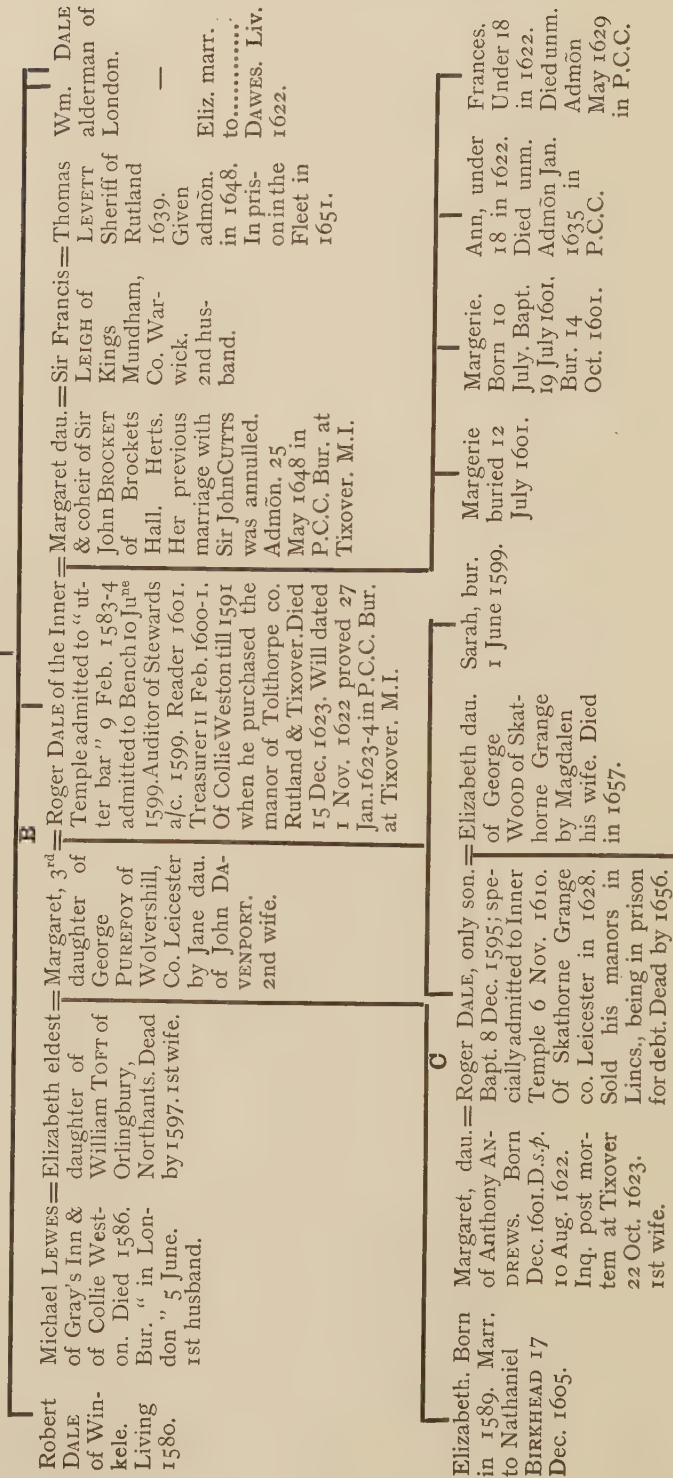 Robert
DALE
of Win-
kele.
Living
1580.
Michael LEWES=
of Gray's Inn &
of Collie West-
on. Died 1586.
Bur. “ in Lon-
don ” 5 June.
1st husband.
Elizabeth eldest=
daughter of
William TOFT of
Orlingbury,
Northants. Dead
by 1597. 1st wife.
B
Margaret, 3rd=
daughter of
George
PUREFOY of
Wolvershill,
Co. Leicester
by Jane dau.
of John DA-
VENPORT.
2nd wife.
Roger DALE of the Inner=
Temple admitted to “ ut-
ter bar ” 9 Feb. 1583-4
admitted to Bench 10 June
1599. Auditor of Stewards
a/c. 1599. Reader 1601.
Treasurer 11 Feb. 1600-1.
Of Collie Weston till 1591
when he purchased the
manor of Tolthorpe co.
Rutland & Tixover. Died
15 Dec. 1623. Will dated
1 Nov. 1622 proved 27
Jan. 1623-4 in P.C.C. Bur.
at Tixover. M.I.
Margaret dau.=
& coheir of Sir
John BROCKET
of Brockets
Hall. Herts.
Her previous
marriage with
Sir John CUTTS
was annulled.
Admõn. 25
May 1648 in
P.C.C. Bur. at
Tixover. M.I.
Sir Francis=
LEIGH of
Kings
Mundham,
Co. War-
wick.
2nd hus-
band.
Thomas
LEVETT
Sheriff of
Rutland
1639.
Given
admõn.
in 1648.
In pris-
on in the
Fleet in
1651.
Wm. DALE
alderman of
London.
—
Eliz. marr.
to............
DAWES. Liv.
1622.
C
Elizabeth. Born
in 1589. Marr.
to Nathaniel
BIRKHEAD 17
Dec. 1605.
Margaret, dau.=
of Anthony AN-
DREWS. Born
Dec. 1601. D.s.p.
10 Aug. 1622.
Inq. post mor-
tem at Tixover
22 Oct. 1623.
1st wife.
Roger DALE, only son.=
Bapt. 8 Dec. 1595; spe-
cially admitted to Inner
Temple 6 Nov. 1610.
Of Skathorne Grange
co. Leicester in 1628.
Sold his manors in
Lincs., being in prison
for debt. Dead by 1656.
Elizabeth dau.
of George
WOOD of Skat-
horne Grange
by Magdalen
his wife. Died
in 1657.
Sarah, bur.
1 June 1599.
Margerie
buried 12
July 1601.
Margerie.
Born 10
July. Bapt.
19 July 1601.
Bur. 14
Oct. 1601.
Ann, under
18 in 1622.
Died unm.
Admõn Jan.
1635 in
P.C.C.
Frances.
Under 18
in 1622.
Died unm.
Admõn
May 1629
in P.C.C.